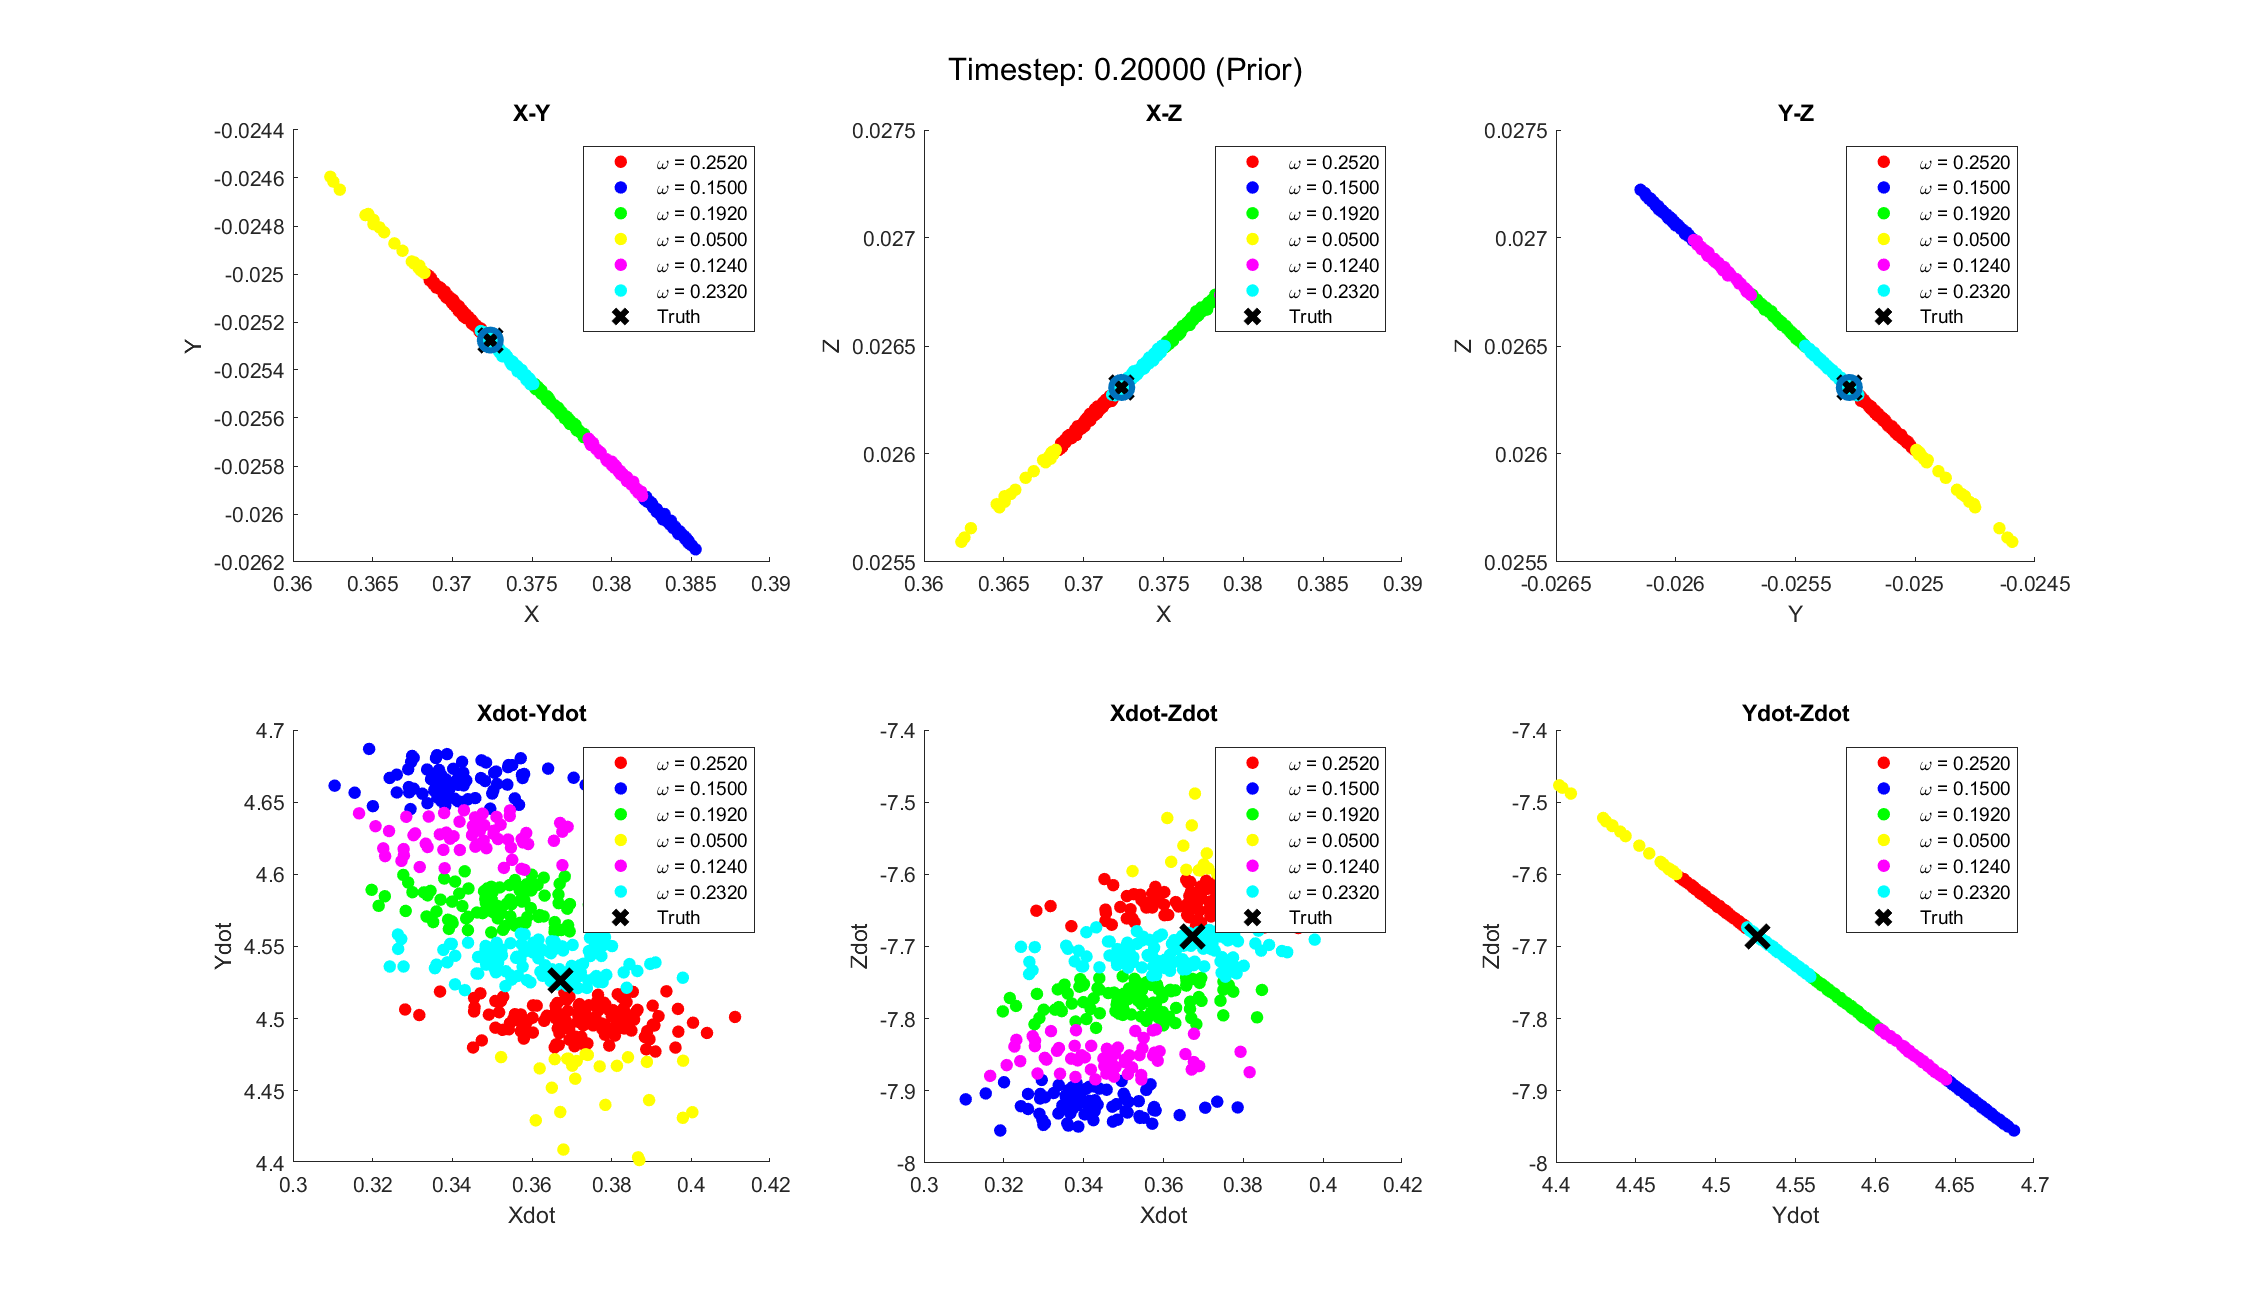 Timestep: 0.20000 (Prior)
X-Y
-0.0244
-0.0246
-0.0248
-0.025
-0.0252
-0.0254
-0.0256
-0.0258
-0.026
-0.0262
Y
0.36 0.365 0.37 0.375 0.38 0.385 0.39
X
ω = 0.2520
ω = 0.1500
ω = 0.1920
ω = 0.0500
ω = 0.1240
ω = 0.2320
Truth
X-Z
0.0275
0.027
0.0265
0.026
0.0255
Z
0.36 0.365 0.37 0.375 0.38 0.385 0.39
X
ω = 0.2520
ω = 0.1500
ω = 0.1920
ω = 0.0500
ω = 0.1240
ω = 0.2320
Truth
Y-Z
0.0275
0.027
0.0265
0.026
0.0255
Z
-0.0265 -0.026 -0.0255 -0.025 -0.0245
Y
ω = 0.2520
ω = 0.1500
ω = 0.1920
ω = 0.0500
ω = 0.1240
ω = 0.2320
Truth
Xdot-Ydot
4.7
4.65
4.6
4.55
4.5
4.45
4.4
Ydot
0.3 0.32 0.34 0.36 0.38 0.4 0.42
Xdot
ω = 0.2520
ω = 0.1500
ω = 0.1920
ω = 0.0500
ω = 0.1240
ω = 0.2320
Truth
Xdot-Zdot
-7.4
-7.5
-7.6
-7.7
-7.8
-7.9
-8
Zdot
0.3 0.32 0.34 0.36 0.38 0.4 0.42
Xdot
ω = 0.2520
ω = 0.1500
ω = 0.1920
ω = 0.0500
ω = 0.1240
ω = 0.2320
Truth
Ydot-Zdot
-7.4
-7.5
-7.6
-7.7
-7.8
-7.9
-8
Zdot
4.4 4.45 4.5 4.55 4.6 4.65 4.7
Ydot
ω = 0.2520
ω = 0.1500
ω = 0.1920
ω = 0.0500
ω = 0.1240
ω = 0.2320
Truth